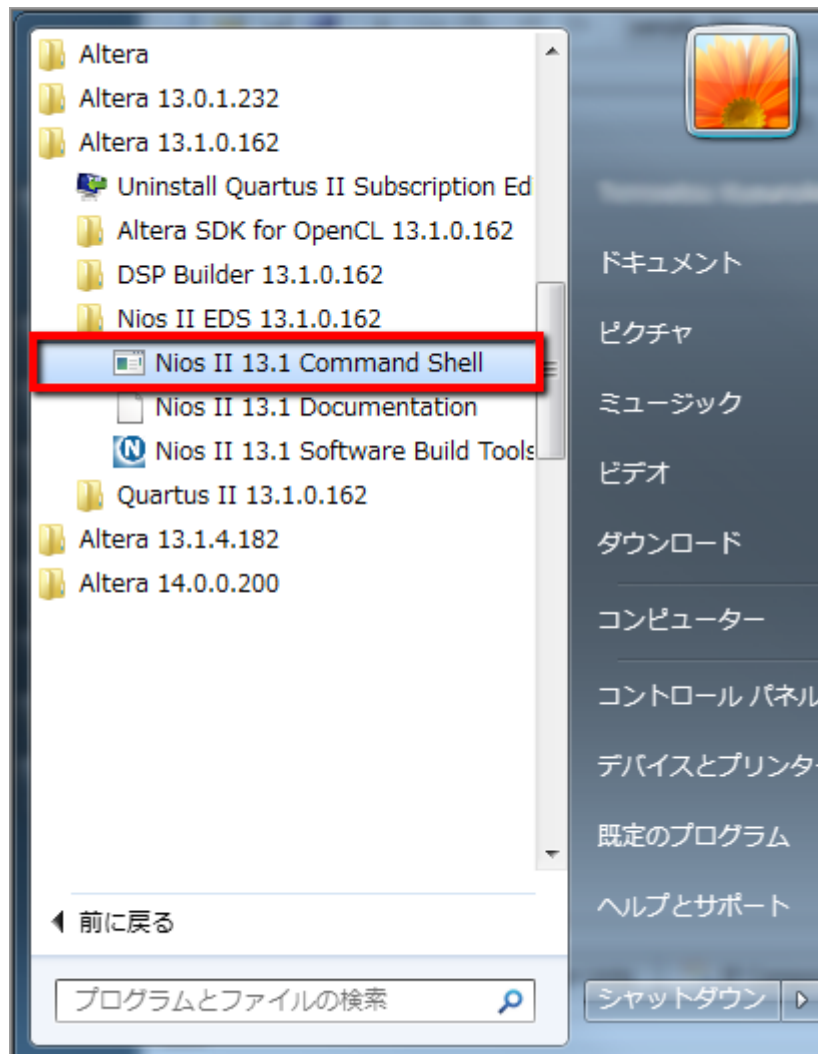 Altera
Altera 13.0.1.232
Altera 13.1.0.162
Uninstall Quartus II Subscription Ed
Altera SDK for OpenCL 13.1.0.162
DSP Builder 13.1.0.162
Nios II EDS 13.1.0.162
Nios II 13.1 Command Shell
Nios II 13.1 Documentation
Nios II 13.1 Software Build Tools
Quartus II 13.1.0.162
Altera 13.1.4.182
Altera 14.0.0.200
前に戻る
プログラムとファイルの検索
ドキュメント
ピクチャ
ミュージック
ビデオ
ダウンロード
コンピューター
コントロール パネル
デバイスとプリンター
既定のプログラム
ヘルプとサポート
シャットダウン